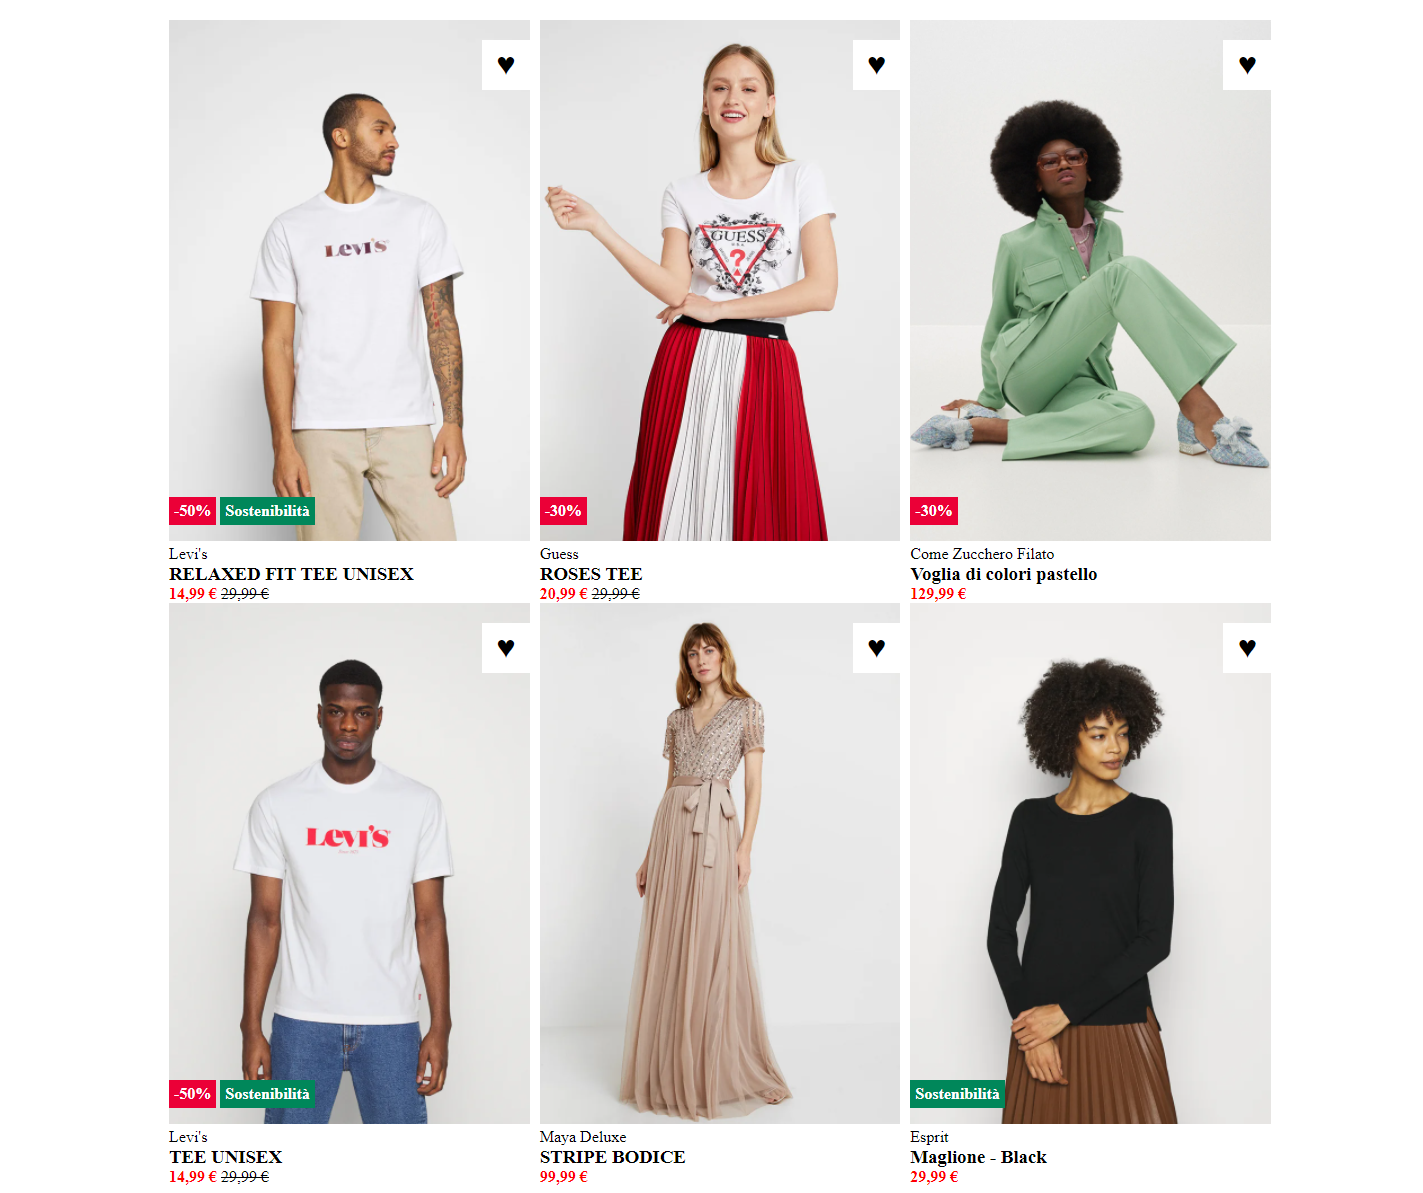 ♥
♥
♥
Levi's
GUESS
U.S.A.
?
-50% Sostenibilità
-30%
-30%
Levi's
RELAXED FIT TEE UNISEX
14,99 € 29,99 €
Guess
ROSES TEE
20,99 € 29,99 €
Come Zucchero Filato
Voglia di colori pastello
129,99 €
♥
♥
♥
Levi's
-50% Sostenibilità
Sostenibilità
Levi's
TEE UNISEX
14,99 € 29,99 €
Maya Deluxe
STRIPE BODICE
99,99 €
Esprit
Maglione - Black
29,99 €